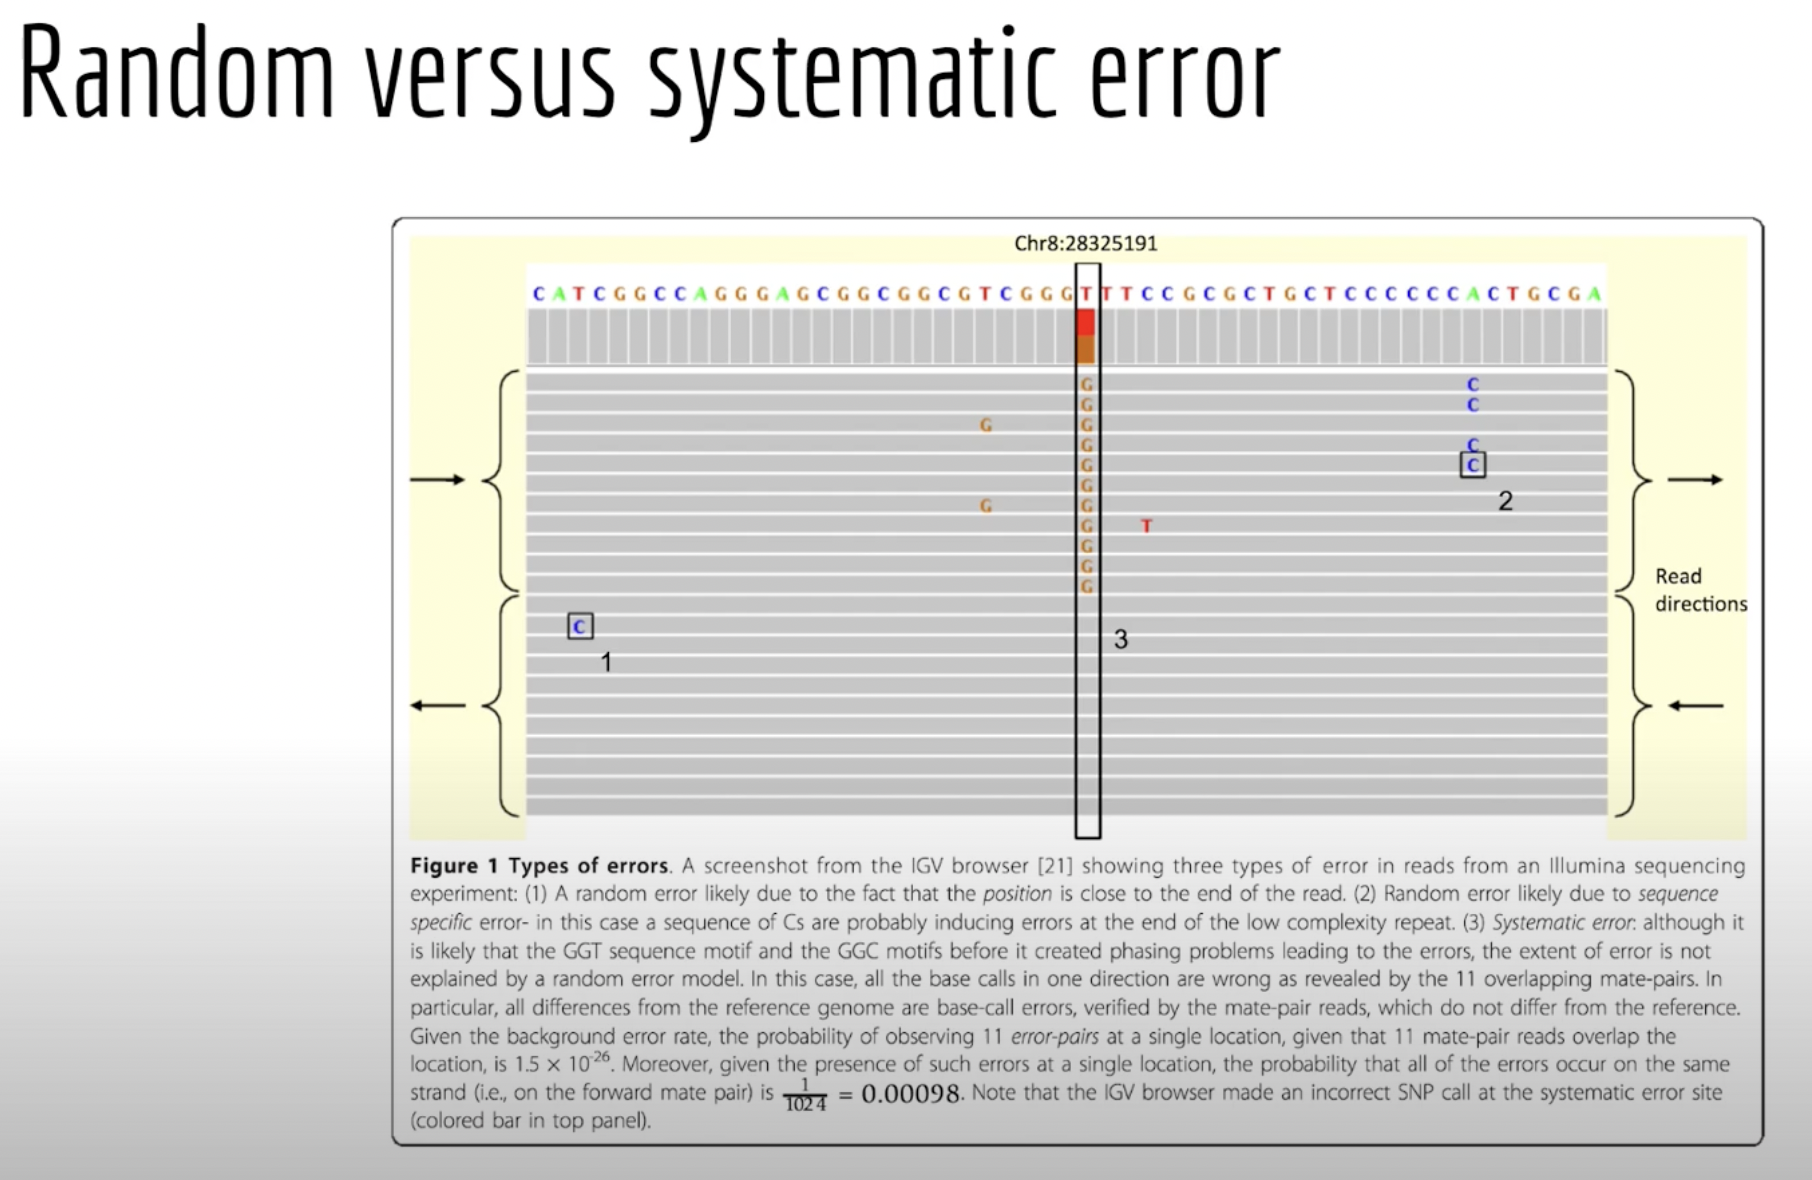 Random versus systematic error
Chr8:28325191
C A T C G G C C A G G G A G C G G C G G C G T C G G G T T T C C G C G C T G C T C C C C C C A C T G C G A
G C
G C
G G
G C
G C
G
2
G G
G T
G
G
G
Read
directions
C
3
1
Figure 1 Types of errors. A screenshot from the IGV browser [21] showing three types of error in reads from an Illumina sequencing
experiment: (1) A random error likely due to the fact that the position is close to the end of the read. (2) Random error likely due to sequence
specific error- in this case a sequence of Cs are probably inducing errors at the end of the low complexity repeat. (3) Systematic error: although it
is likely that the GGT sequence motif and the GGC motifs before it created phasing problems leading to the errors, the extent of error is not
explained by a random error model. In this case, all the base calls in one direction are wrong as revealed by the 11 overlapping mate-pairs. In
particular, all differences from the reference genome are base-call errors, verified by the mate-pair reads, which do not differ from the reference.
Given the background error rate, the probability of observing 11 error-pairs at a single location, given that 11 mate-pair reads overlap the
location, is 1.5 × 10⁻²⁶. Moreover, given the presence of such errors at a single location, the probability that all of the errors occur on the same
strand (i.e., on the forward mate pair) is 1/1024 = 0.00098. Note that the IGV browser made an incorrect SNP call at the systematic error site
(colored bar in top panel).